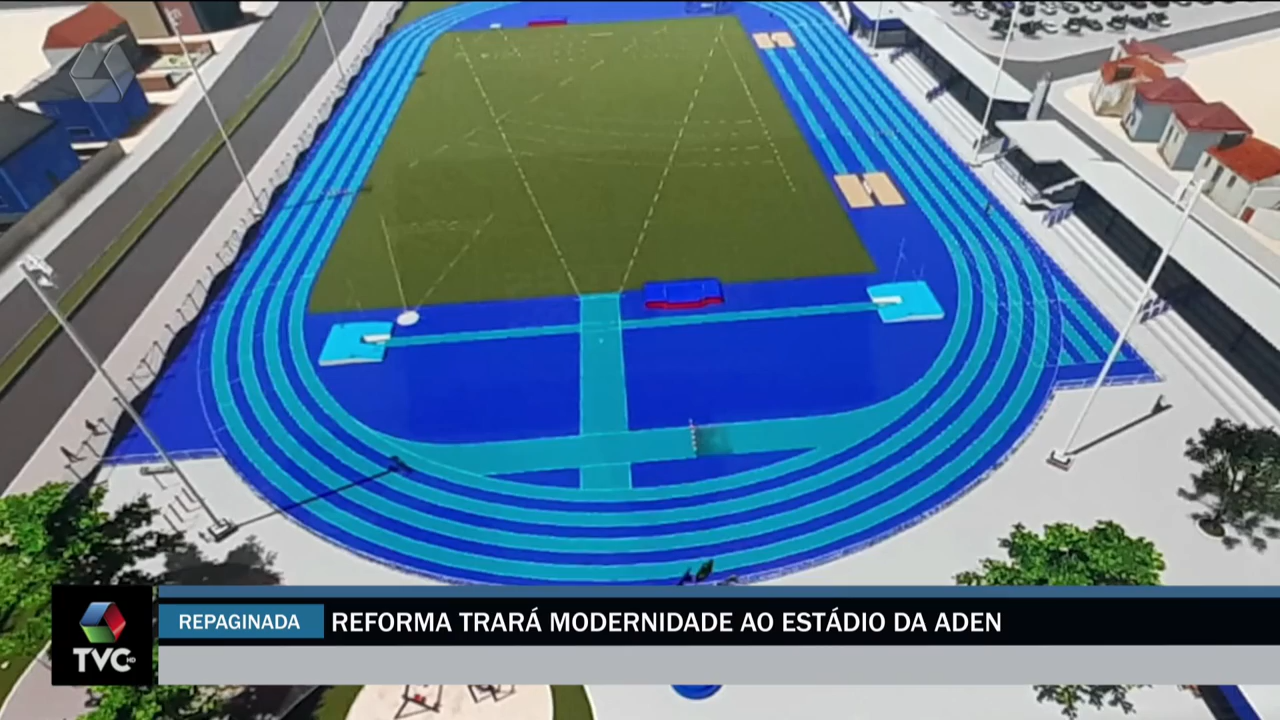 REPAGINADA
REFORMA TRARÁ MODERNIDADE AO ESTÁDIO DA ADEN
TVC HD